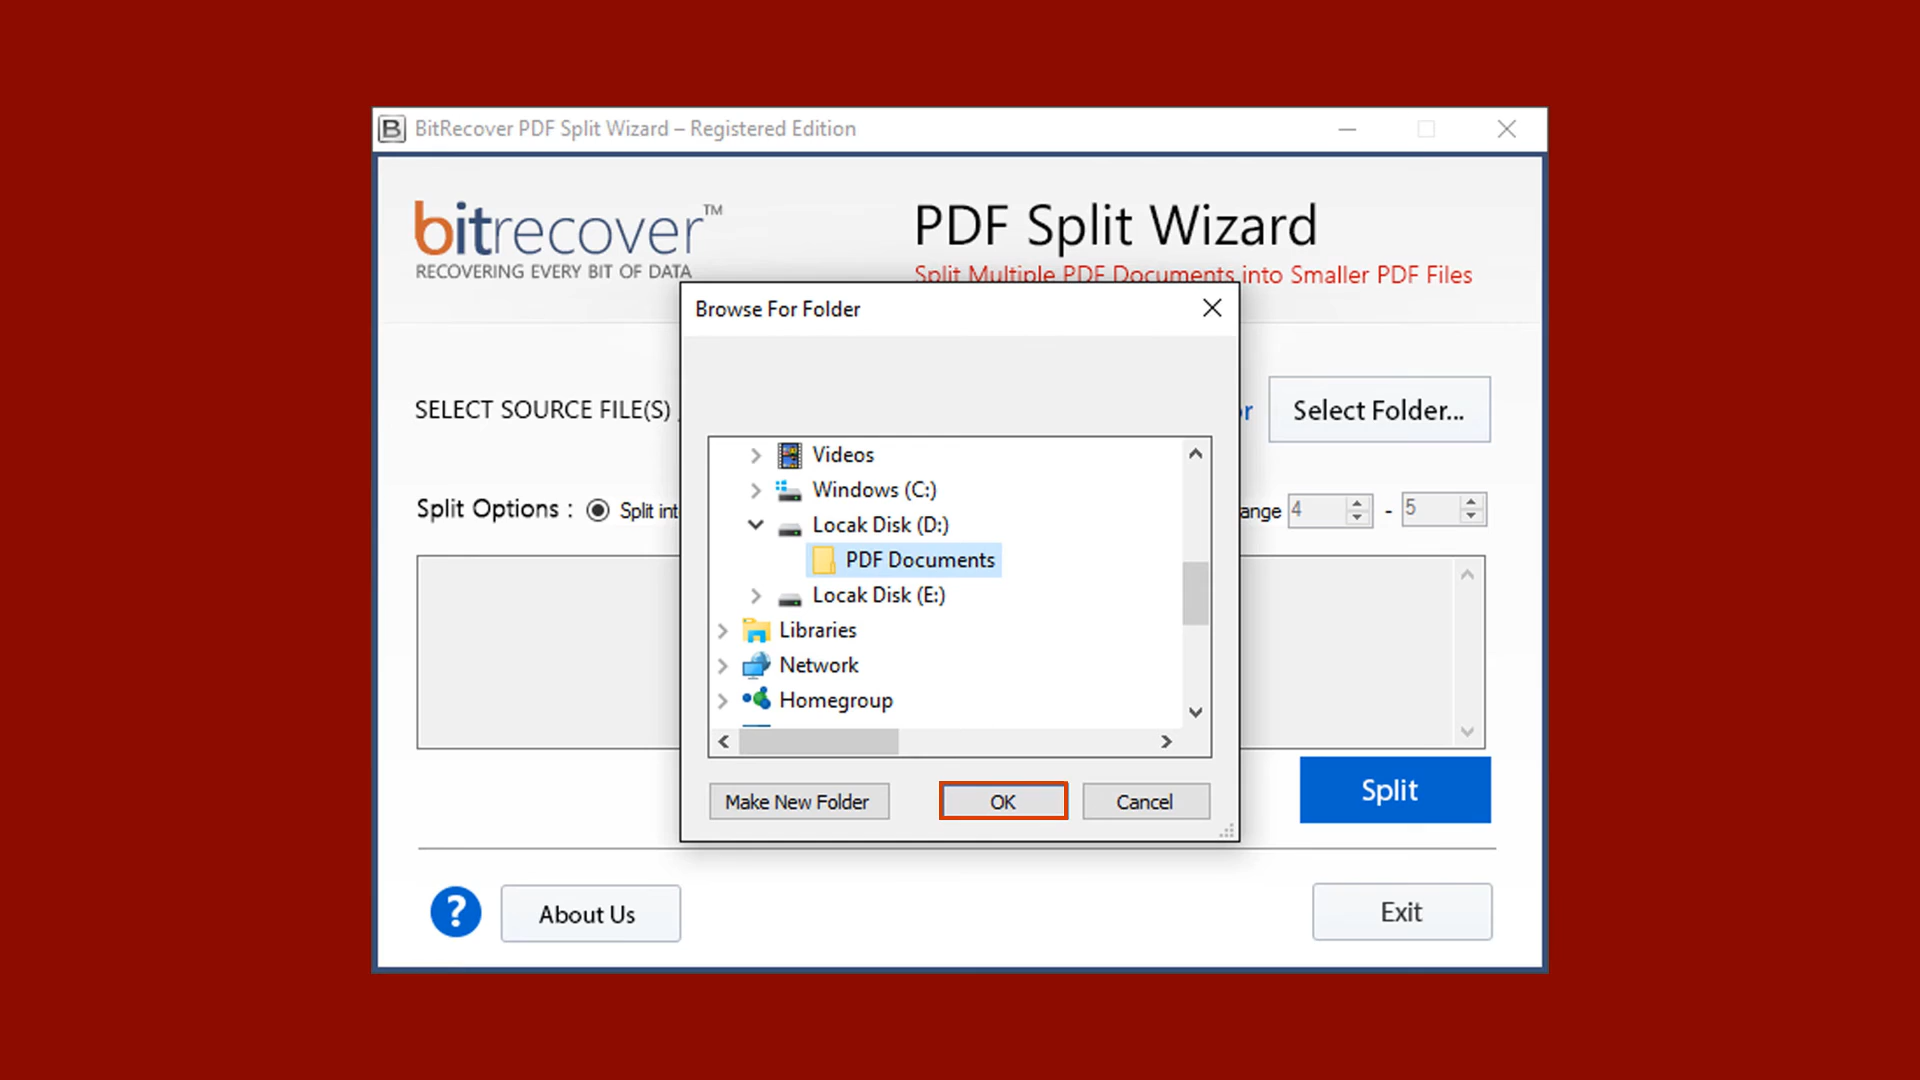 B BitRecover PDF Split Wizard – Registered Edition
bitrecover™
RECOVERING EVERY BIT OF DATA
PDF Split Wizard
Split Multiple PDF Documents into Smaller PDF Files
Browse For Folder
SELECT SOURCE FILE(S)
Select Folder...
Videos
Windows (C:)
Locak Disk (D:)
PDF Documents
Locak Disk (E:)
Libraries
Network
Homegroup
Split Options : Split int
ange 4 - 5
Make New Folder OK Cancel
Split
? About Us Exit